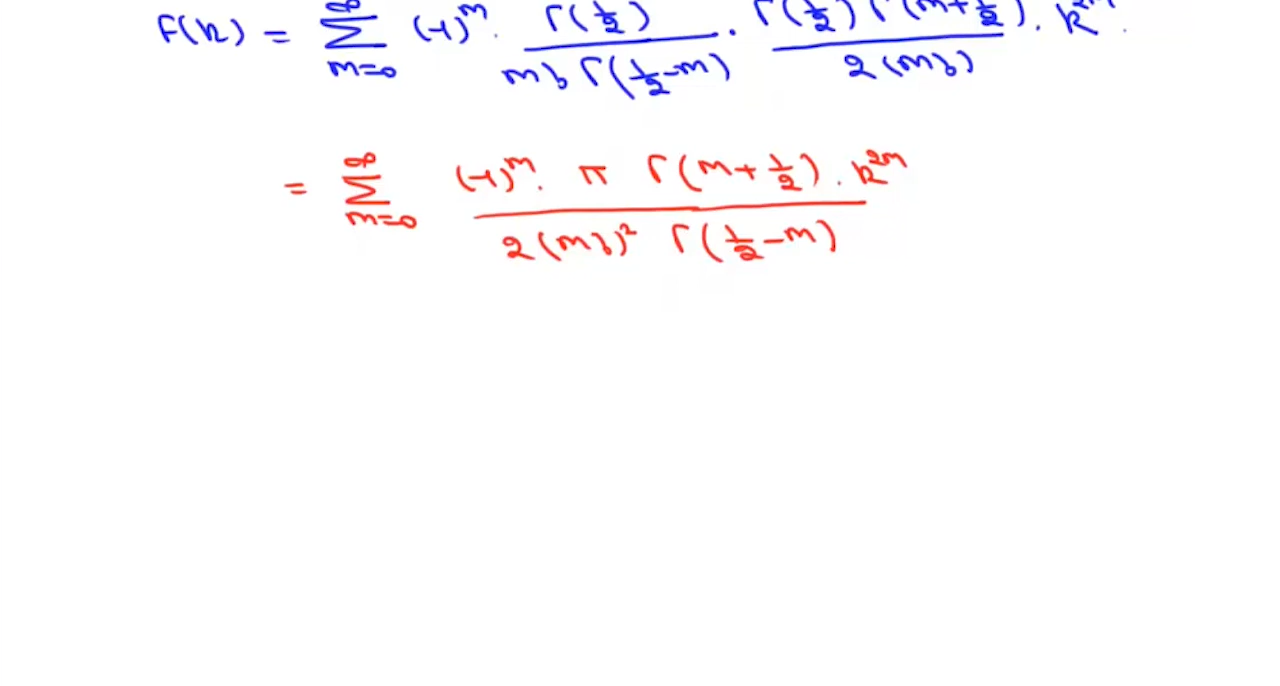 F(k) = ∑_{m=0}^{∞} (-1)^m · Γ(1/2) / (m! Γ(1/2 - m)) · Γ(1/2) Γ(m + 1/2) / (2 (m!)) · k^{2m} ·
= ∑_{m=0}^{∞} (-1)^m · π Γ(m + 1/2) · k^{2m} / (2 (m!)^2 Γ(1/2 - m))